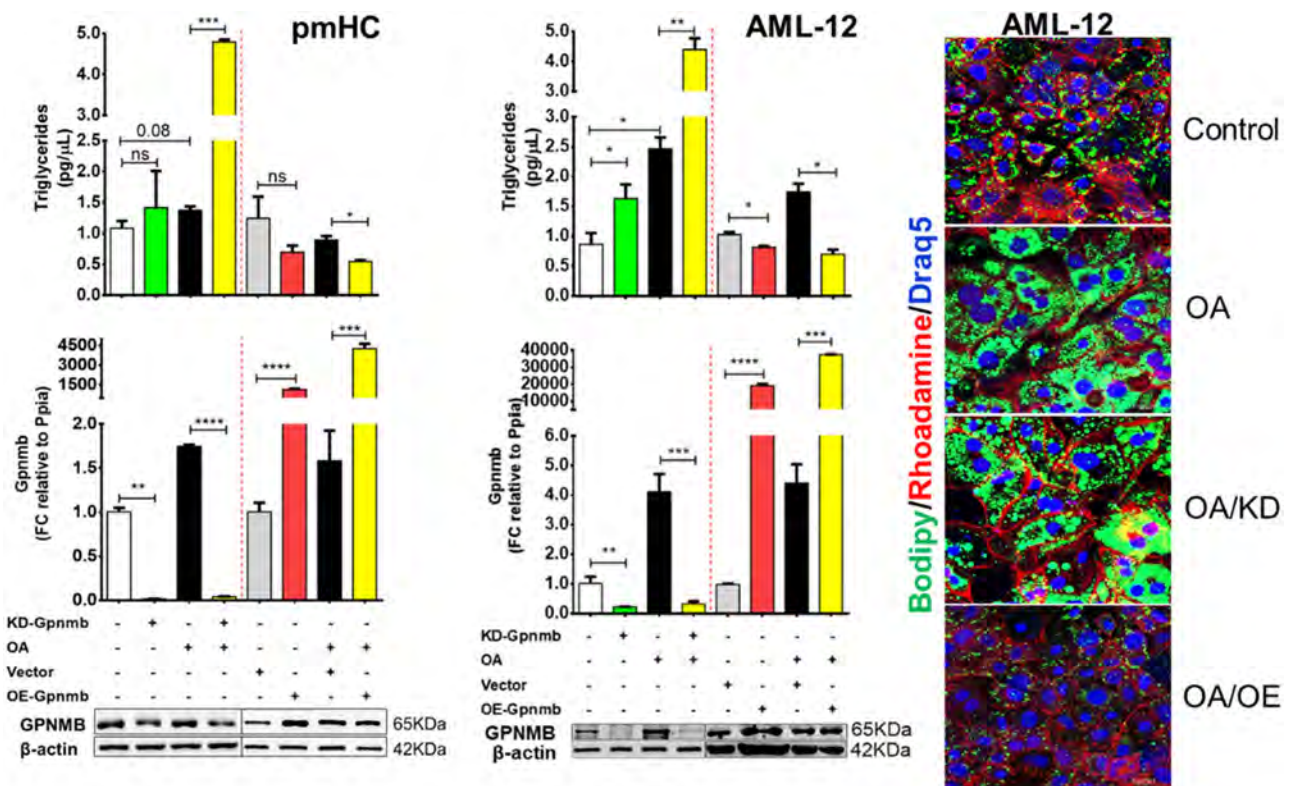 pmHC
Triglycerides
(pg/µL)
5.0
4.0
3.0
2.5
2.0
1.5
1.0
0.5
0.0
***
0.08
ns
ns
*
Gpnmb
(FC relative to Ppia)
4500
3000
1500
2.0
1.5
1.0
0.5
0.0
**
****
****
***
KD-Gpnmb - + - +
OA - - + + - - + +
Vector - - - - + - + -
OE-Gpnmb - - - - - + - +
GPNMB 65KDa
β-actin 42KDa
AML-12
Triglycerides
(pg/µL)
5.0
4.0
3.0
2.5
2.0
1.5
1.0
0.5
0.0
**
*
*
*
*
Gpnmb
(FC relative to Ppia)
40000
30000
20000
10000
6.0
5.0
4.0
3.0
2.0
1.0
0.0
**
***
****
***
KD-Gpnmb - + - +
OA - - + + - - + +
Vector - - - - + - + -
OE-Gpnmb - - - - - + - +
GPNMB 65KDa
β-actin 42KDa
AML-12
Bodipy/Rhoadamine/Draq5
Control
OA
OA/KD
OA/OE